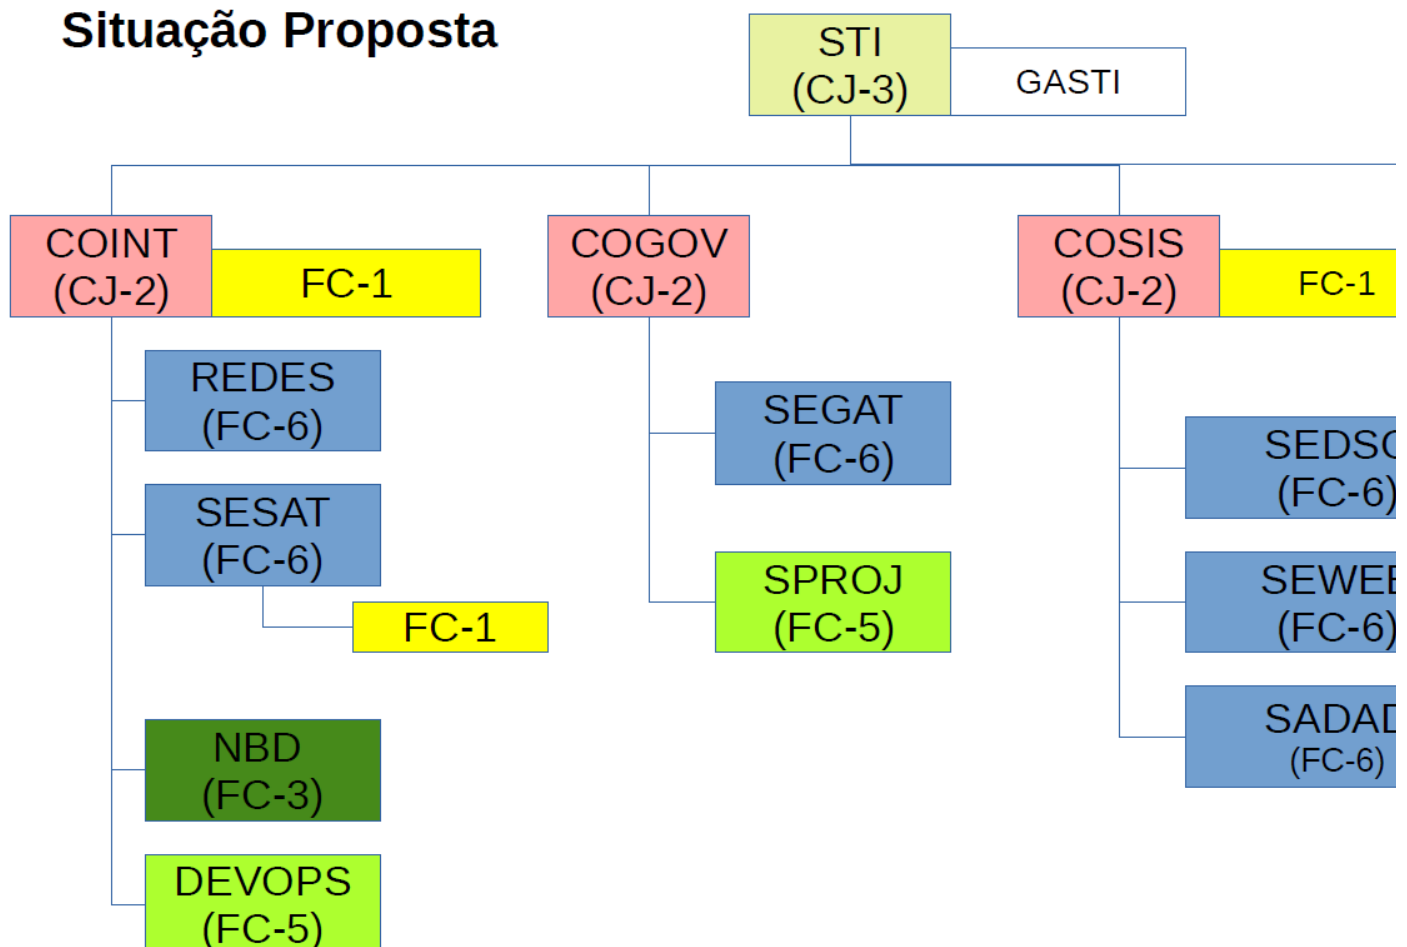 Situação Proposta
STI
(CJ-3)
GASTI
COINT
(CJ-2)
FC-1
COGOV
(CJ-2)
COSIS
(CJ-2)
FC-1
REDES
(FC-6)
SESAT
(FC-6)
FC-1
NBD
(FC-3)
DEVOPS
(FC-5)
SEGAT
(FC-6)
SPROJ
(FC-5)
(FC-6)
(FC-6)
(FC-6)